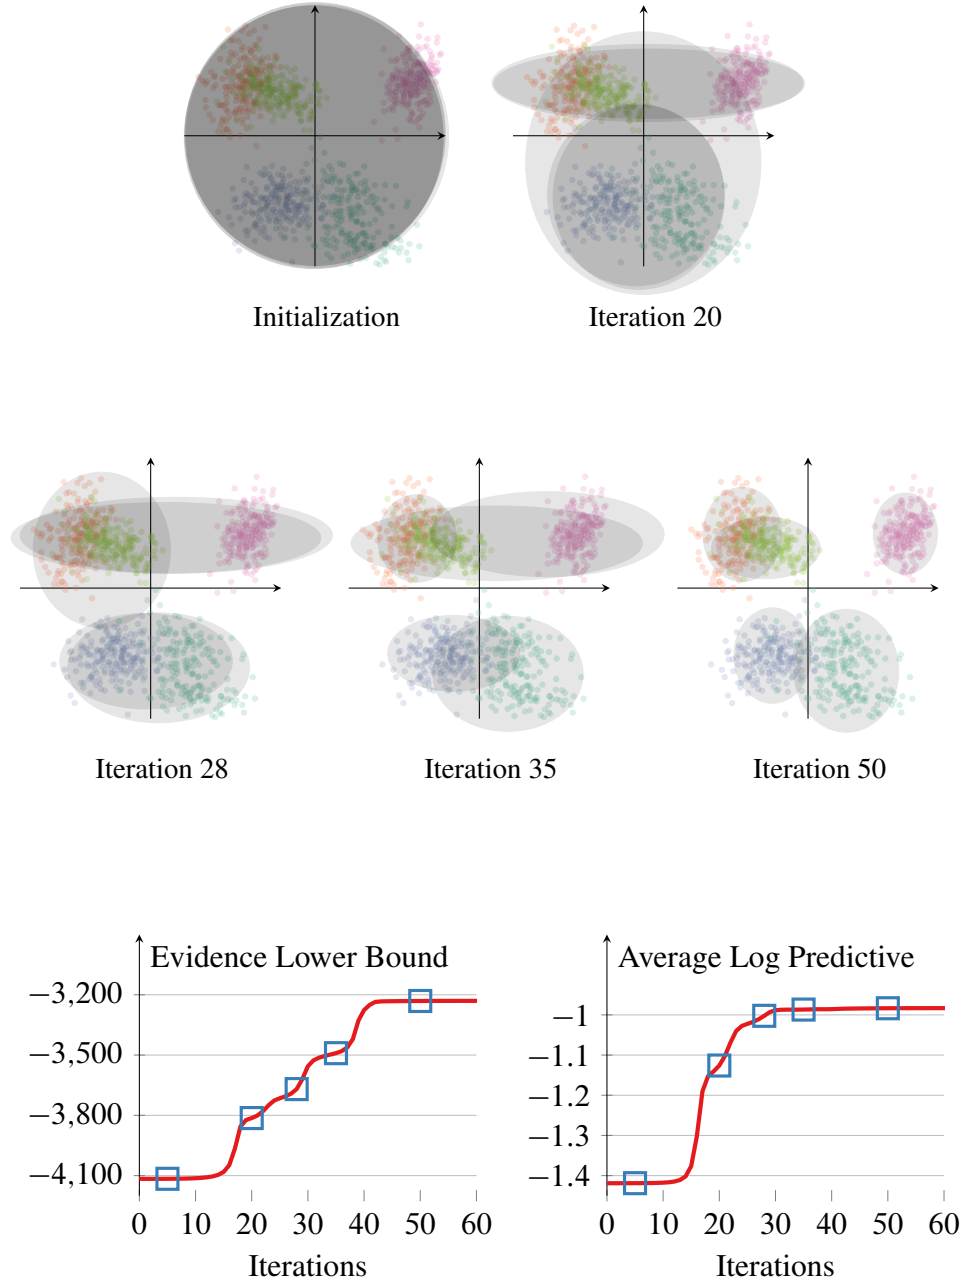 Initialization
Iteration 20
Iteration 28
Iteration 35
Iteration 50
Evidence Lower Bound
−3,200
−3,500
−3,800
−4,100
0 10 20 30 40 50 60
Iterations
Average Log Predictive
−1
−1.1
−1.2
−1.3
−1.4
0 10 20 30 40 50 60
Iterations